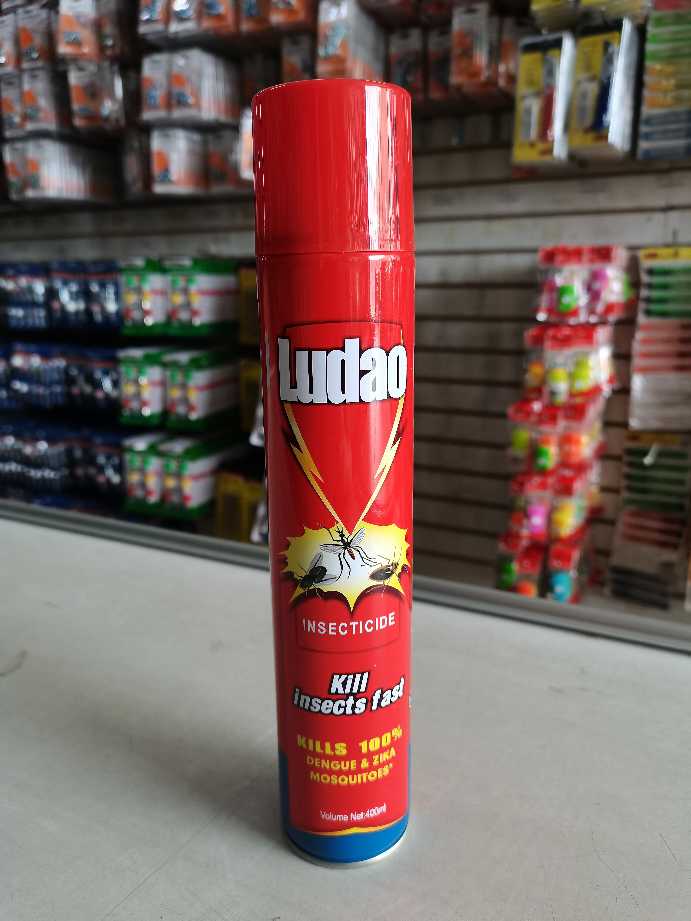 Ludao
INSECTICIDE
Kill
insects fast
KILLS 100%
DENGUE & ZIKA
MOSQUITOES*
Volume Net:400ml